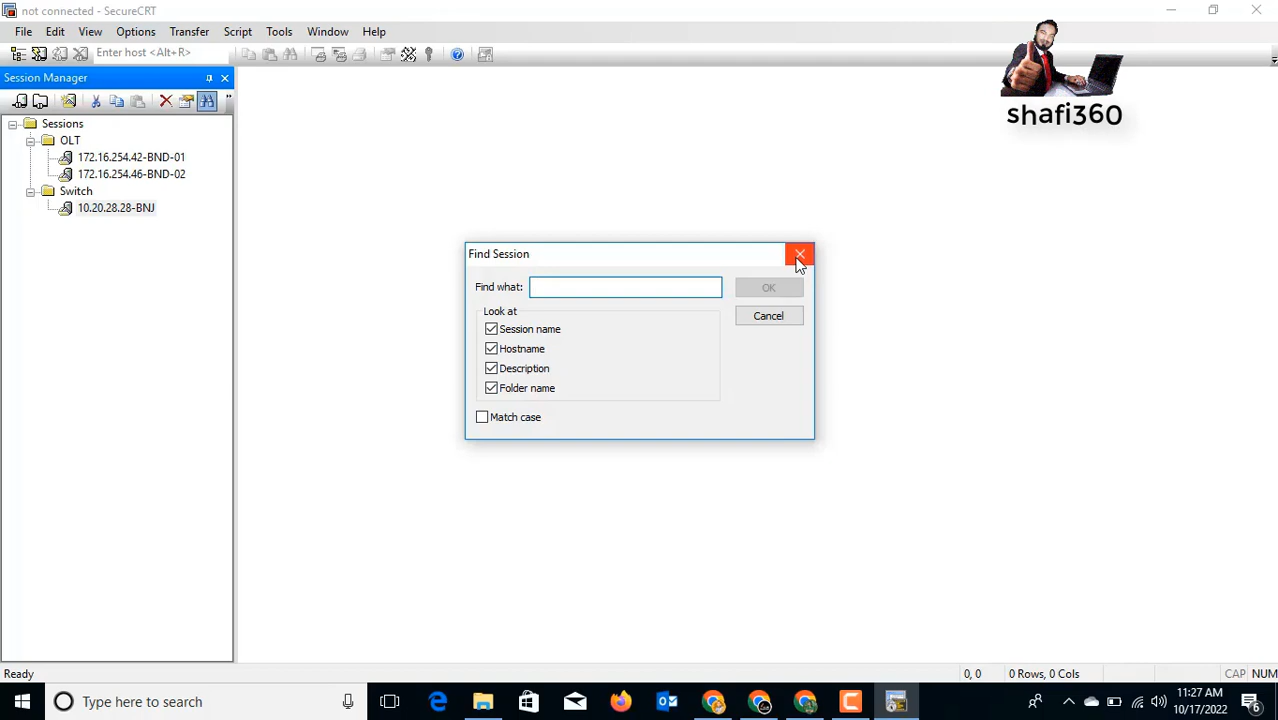 not connected - SecureCRT
File Edit View Options Transfer Script Tools Window Help
Enter host <Alt+R>
Session Manager
Sessions
OLT
172.16.254.42-BND-01
172.16.254.46-BND-02
Switch
10.20.28.28-BNJ
shafi360
Find Session
Find what:
OK
Look at
Cancel
Session name
Hostname
Description
Folder name
Match case
Ready
0, 0
0 Rows, 0 Cols
CAP NUM
Type here to search
11:27 AM
10/17/2022
6